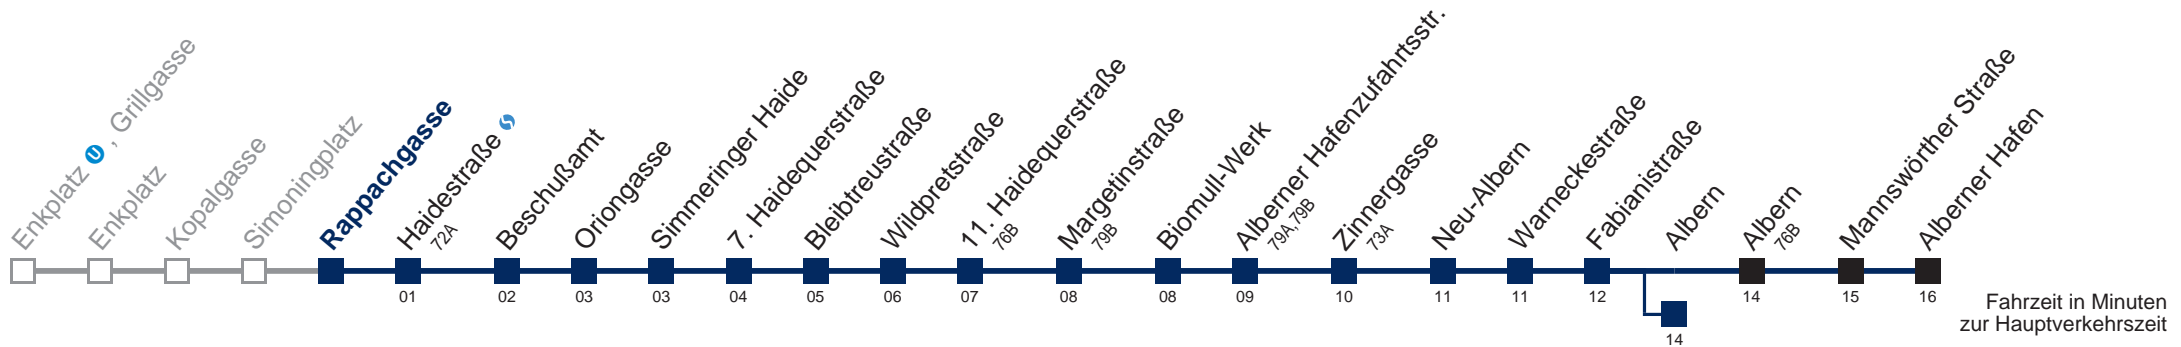 Enkplatz U , Grillgasse
Enkplatz
Kopalgasse
Simoningplatz
Rappachgasse
Haidestraße
72A
Beschußamt
Oriongasse
Simmeringer Haide
7. Haidequerstraße
Bleibtreustraße
Wildpretstraße
11. Haidequerstraße
76B
Margetinstraße
79B
Biomull-Werk
Alberner Hafenzufahrtsstr.
79A,79B
Zinnergasse
73A
Neu-Albern
Warneckestraße
Fabianistraße
Albern
Albern
76B
Mannswörther Straße
Alberner Hafen
01
02
03
03
04
05
06
07
08
08
09
10
11
11
12
14
14
15
16
Fahrzeit in Minuten
zur Hauptverkehrszeit